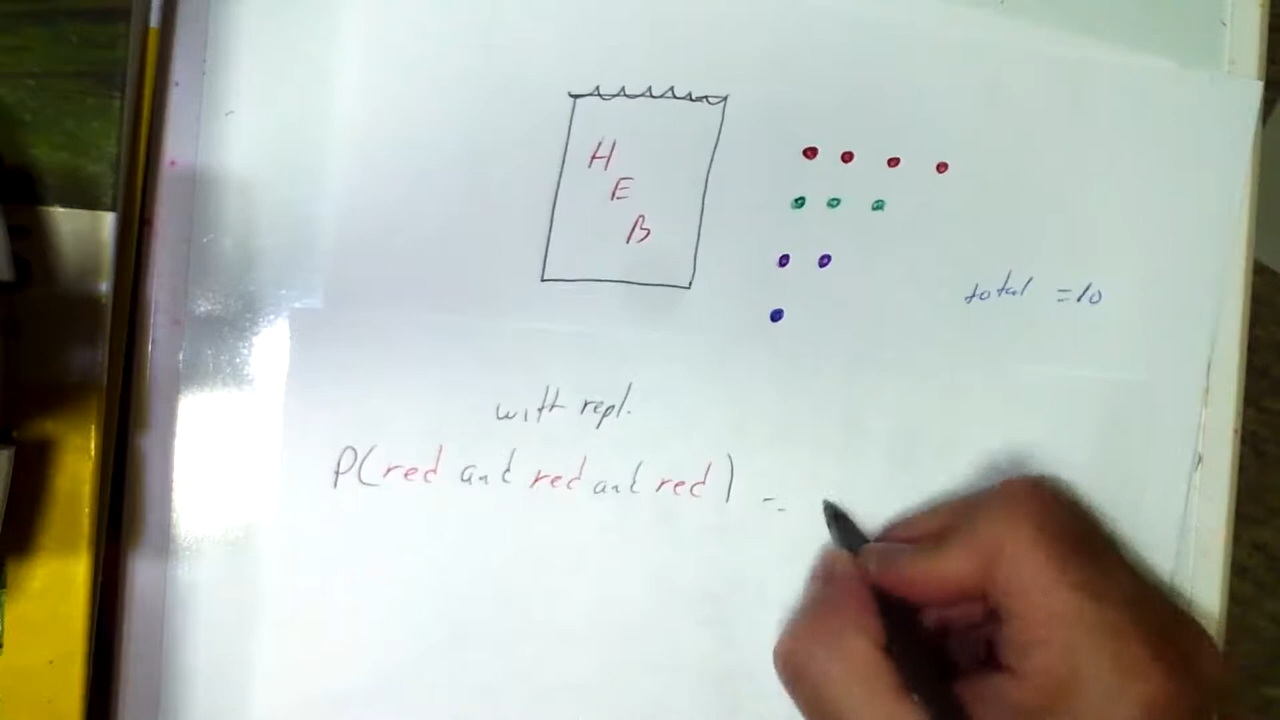 H
E
B
total = 10
with repl.
P(red and red and red) =